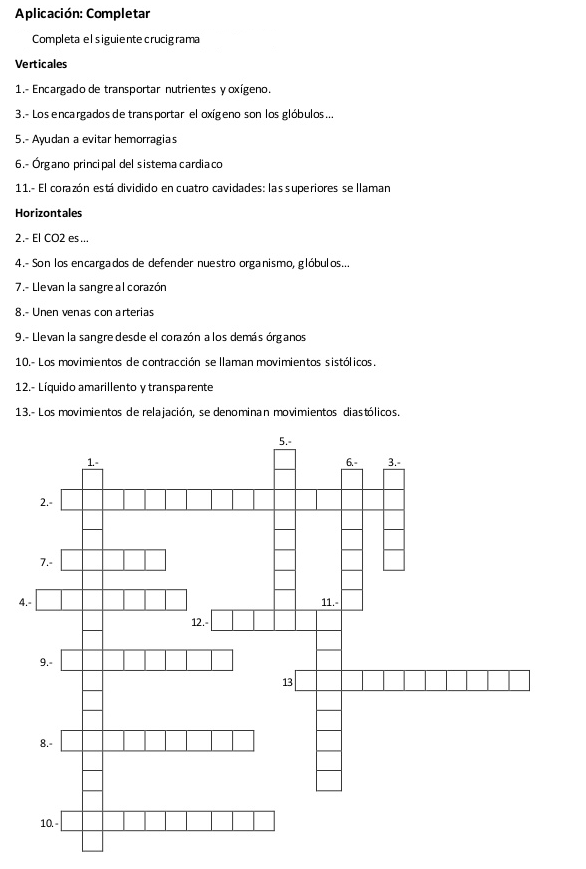 Aplicación: Completar
Completa el siguiente crucigrama
Verticales
1.- Encargado de transportar nutrientes y oxígeno.
3.- Los encargados de transportar el oxígeno son los glóbulos...
5.- Ayudan a evitar hemorragias
6.- Órgano principal del sistema cardiaco
11.- El corazón está dividido en cuatro cavidades: las superiores se llaman
Horizontales
2.- El CO2 es...
4.- Son los encargados de defender nuestro organismo, glóbulos...
7.- Llevan la sangre al corazón
8.- Unen venas con arterias
9.- Llevan la sangre desde el corazón a los demás órganos
10.- Los movimientos de contracción se llaman movimientos sistólicos.
12.- Líquido amarillento y transparente
13.- Los movimientos de relajación, se denominan movimientos diastólicos.
5.-
1.- 6.- 3.-
2.-
7.-
4.- 11.-
12.-
9.-
13
8.-
10.-